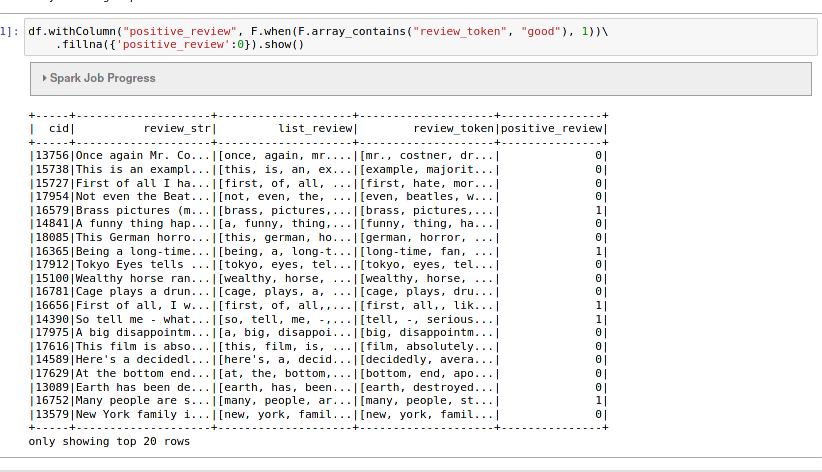 1]: df.withColumn("positive_review", F.when(F.array_contains("review_token", "good"), 1))\
.fillna({'positive_review':0}).show()
Spark Job Progress
+-----+--------------------+--------------------+--------------------+---------------+
|  cid|          review_str|         list_review|        review_token|positive_review|
+-----+--------------------+--------------------+--------------------+---------------+
|13756|Once again Mr. Co...|[once, again, mr....|[mr., costner, dr...|              0|
|15738|This is an exampl...|[this, is, an, ex...|[example, majorit...|              0|
|15727|First of all I ha...|[first, of, all, ...|[first, hate, mor...|              0|
|17954|Not even the Beat...|[not, even, the, ...|[even, beatles, w...|              0|
|16579|Brass pictures (m...|[brass, pictures,...|[brass, pictures,...|              1|
|14841|A funny thing hap...|[a, funny, thing,...|[funny, thing, ha...|              0|
|18085|This German horro...|[this, german, ho...|[german, horror, ...|              0|
|16365|Being a long-time...|[being, a, long-t...|[long-time, fan, ...|              1|
|17912|Tokyo Eyes tells ...|[tokyo, eyes, tel...|[tokyo, eyes, tel...|              0|
|15100|Wealthy horse ran...|[wealthy, horse, ...|[wealthy, horse, ...|              0|
|16781|Cage plays a drun...|[cage, plays, a, ...|[cage, plays, dru...|              0|
|16656|First of all, I w...|[first, of, all,,...|[first, all,, lik...|              1|
|14390|So tell me - what...|[so, tell, me, -,...|[tell, -, serious...|              1|
|17975|A big disappointm...|[a, big, disappoi...|[big, disappointm...|              0|
|17616|This film is abso...|[this, film, is, ...|[film, absolutely...|              0|
|14589|Here's a decidedl...|[here's, a, decid...|[decidedly, avera...|              0|
|17629|At the bottom end...|[at, the, bottom,...|[bottom, end, apo...|              0|
|13089|Earth has been de...|[earth, has, been...|[earth, destroyed...|              0|
|16752|Many people are s...|[many, people, ar...|[many, people, st...|              1|
|13579|New York family i...|[new, york, famil...|[new, york, famil...|              0|
+-----+--------------------+--------------------+--------------------+---------------+
only showing top 20 rows